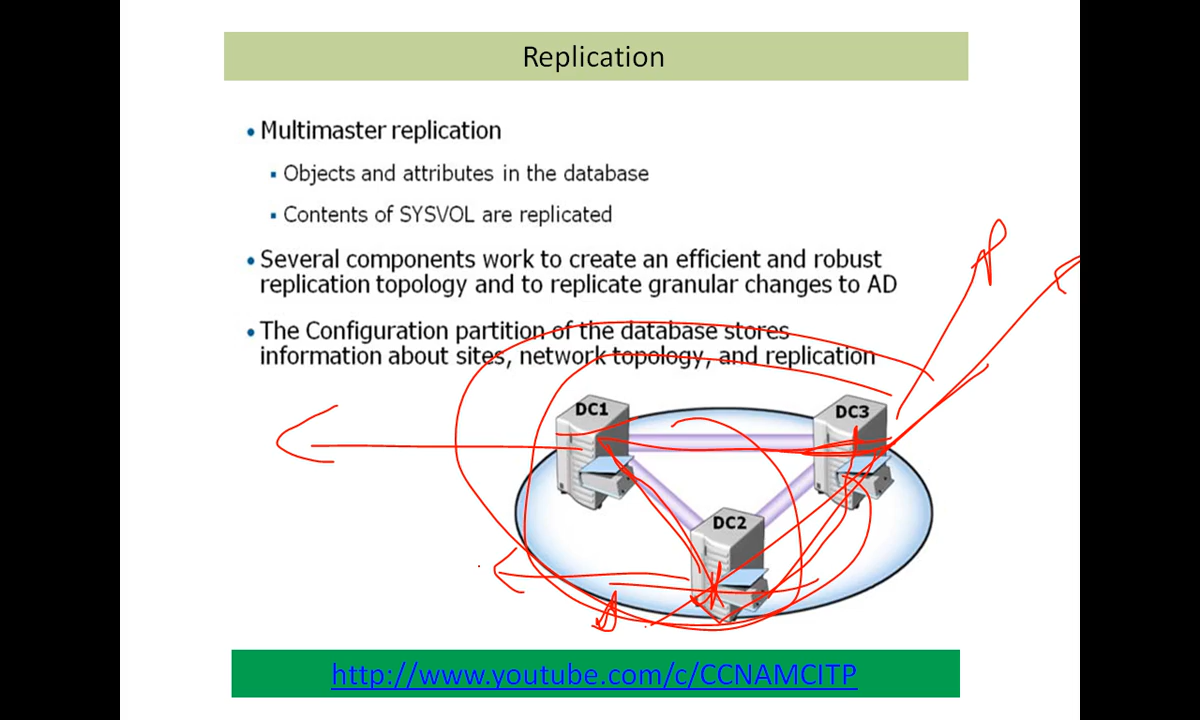 Replication
• Multimaster replication
▪ Objects and attributes in the database
▪ Contents of SYSVOL are replicated
• Several components work to create an efficient and robust
replication topology and to replicate granular changes to AD
• The Configuration partition of the database stores
information about sites, network topology, and replication
DC1
DC3
DC2
http://www.youtube.com/c/CCNAMCITP